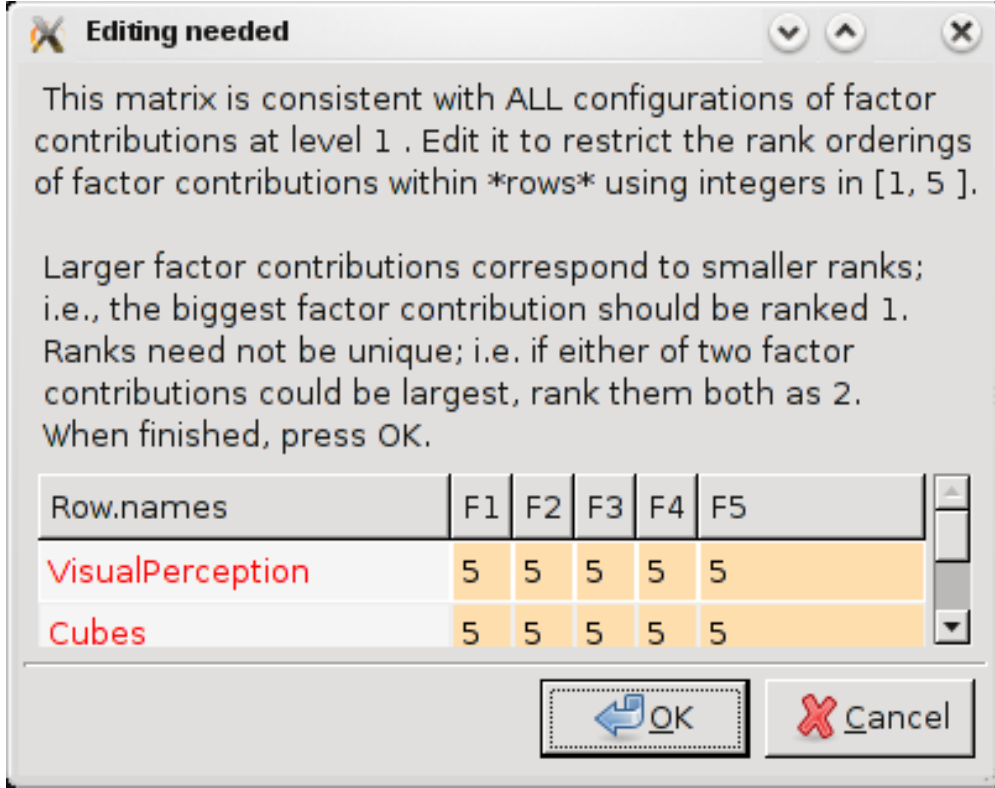 Editing needed
This matrix is consistent with ALL configurations of factor
contributions at level 1 . Edit it to restrict the rank orderings
of factor contributions within *rows* using integers in [1, 5 ].
Larger factor contributions correspond to smaller ranks;
i.e., the biggest factor contribution should be ranked 1.
Ranks need not be unique; i.e. if either of two factor
contributions could be largest, rank them both as 2.
When finished, press OK.
Row.names F1 F2 F3 F4 F5
VisualPerception 5 5 5 5 5
Cubes 5 5 5 5 5
OK Cancel